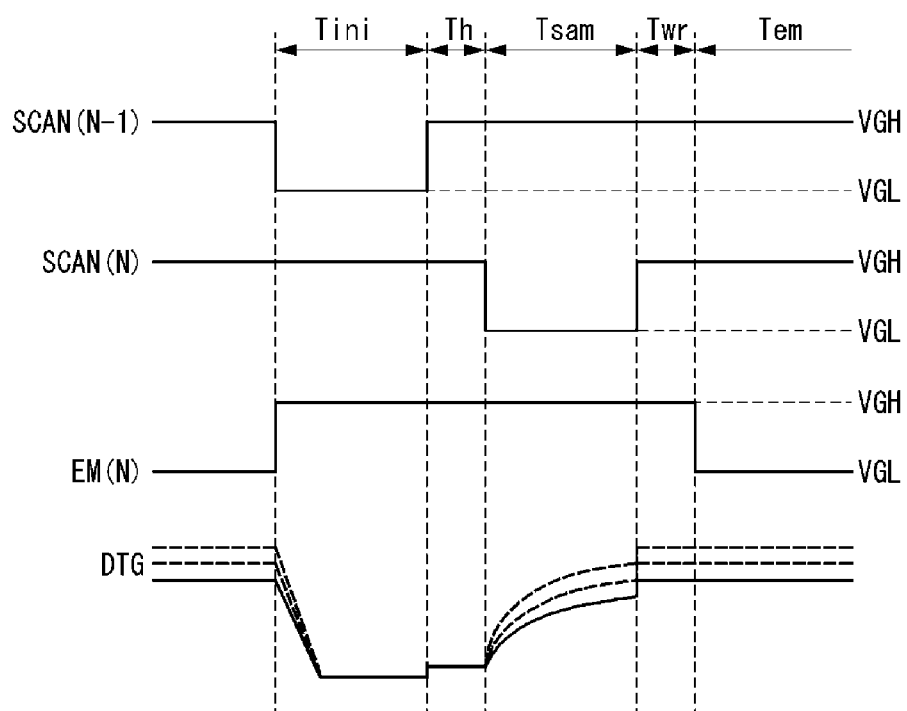 Tini Th Tsam Twr Tem
SCAN(N-1) VGH
VGL
SCAN(N) VGH
VGL
VGH
EM(N) VGL
DTG